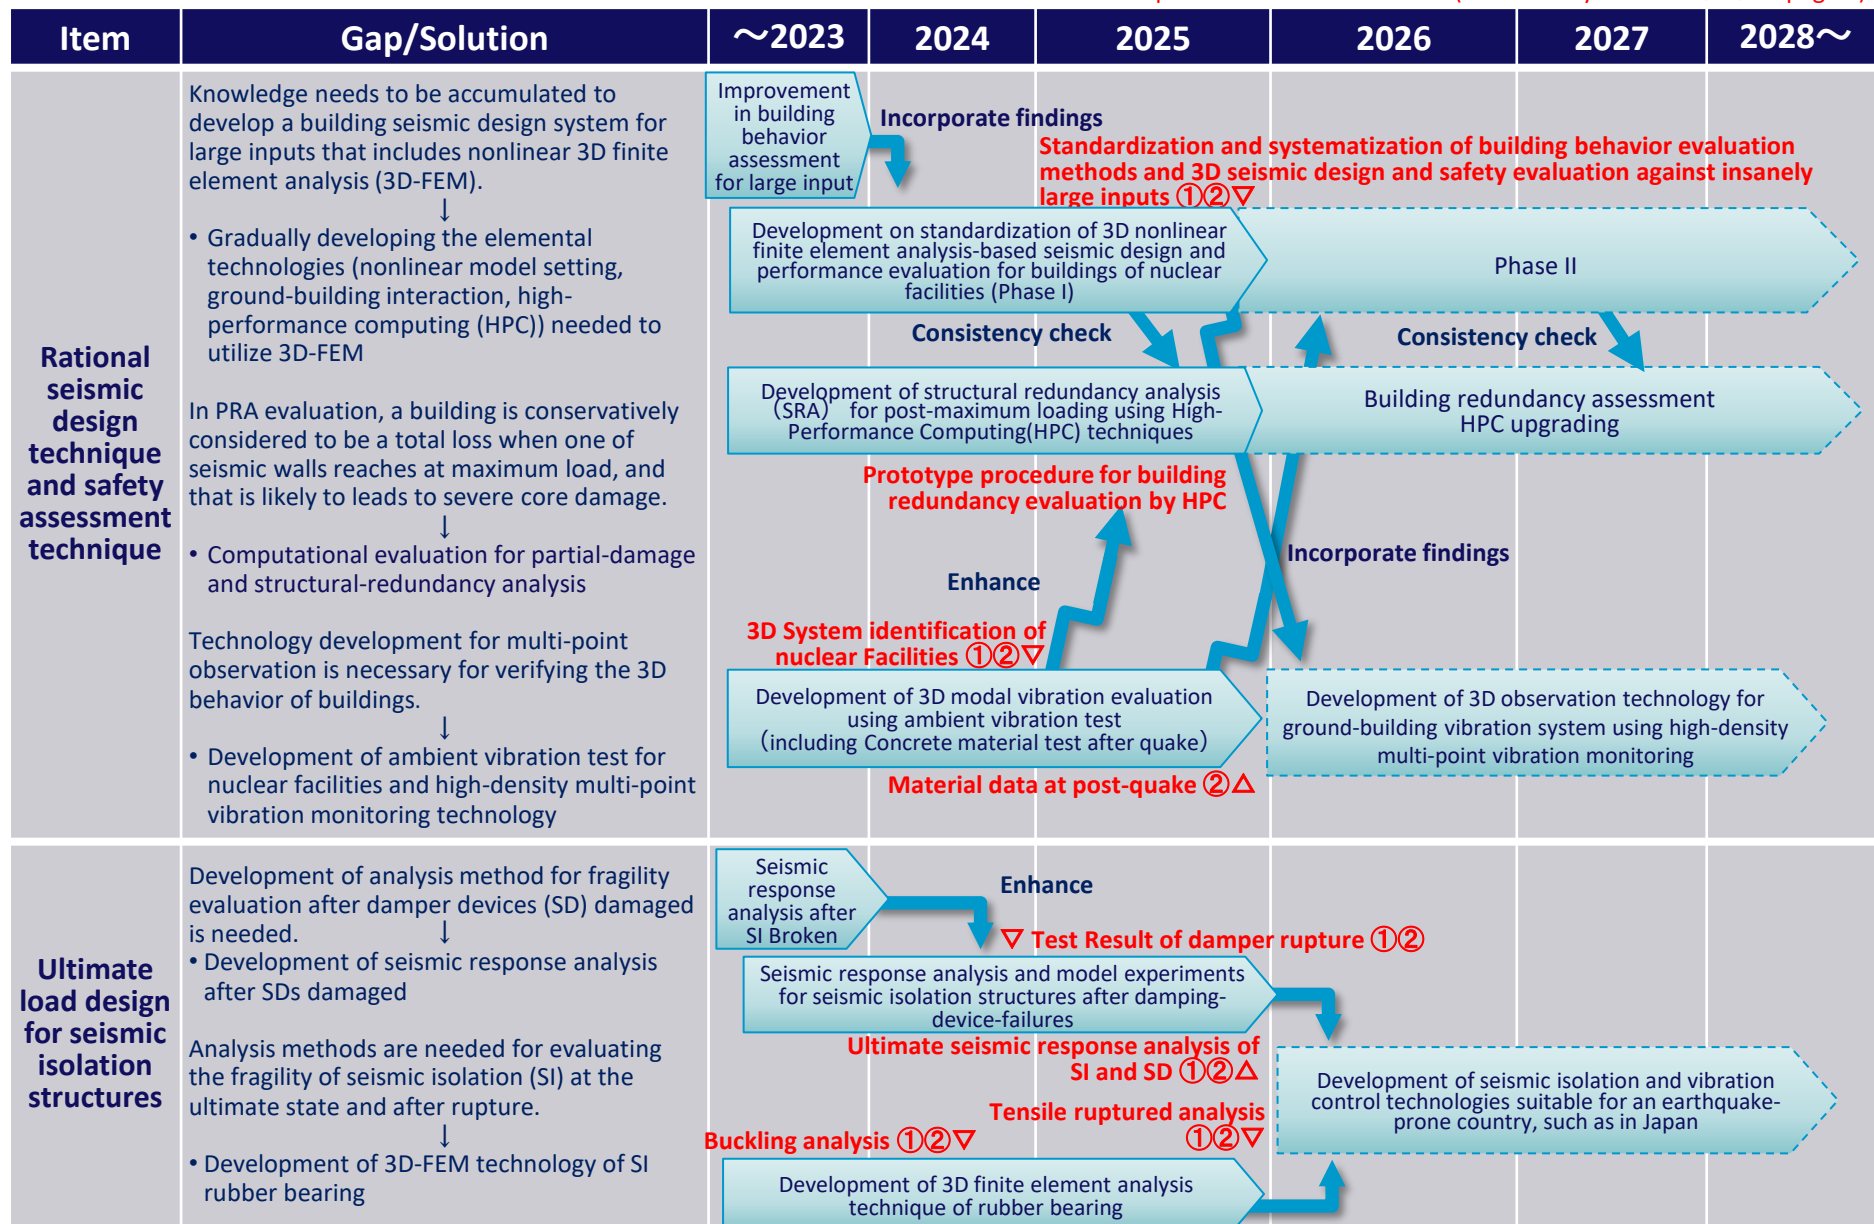 Item
Gap/Solution
～2023
2024
2025
2026
2027
2028～
Rational
seismic
design
technique
and safety
assessment
technique
Knowledge needs to be accumulated to
develop a building seismic design system for
large inputs that includes nonlinear 3D finite
element analysis (3D-FEM).
↓
• Gradually developing the elemental
technologies (nonlinear model setting,
ground-building interaction, high-
performance computing (HPC)) needed to
utilize 3D-FEM
In PRA evaluation, a building is conservatively
considered to be a total loss when one of
seismic walls reaches at maximum load, and
that is likely to leads to severe core damage.
↓
• Computational evaluation for partial-damage
and structural-redundancy analysis
Technology development for multi-point
observation is necessary for verifying the 3D
behavior of buildings.
↓
• Development of ambient vibration test for
nuclear facilities and high-density multi-point
vibration monitoring technology
Improvement
in building
behavior
assessment
for large input
Incorporate findings
Standardization and systematization of building behavior evaluation
methods and 3D seismic design and safety evaluation against insanely
large inputs ①②▽
Development on standardization of 3D nonlinear
finite element analysis-based seismic design and
performance evaluation for buildings of nuclear
facilities (Phase I)
Phase II
Consistency check
Consistency check
Development of structural redundancy analysis
（SRA） for post-maximum loading using High-
Performance Computing(HPC) techniques
Building redundancy assessment
HPC upgrading
Prototype procedure for building
redundancy evaluation by HPC
Incorporate findings
Enhance
3D System identification of
nuclear Facilities ①②▽
Development of 3D modal vibration evaluation
using ambient vibration test
（including Concrete material test after quake）
Development of 3D observation technology for
ground-building vibration system using high-density
multi-point vibration monitoring
Material data at post-quake ②△
Ultimate
load design
for seismic
isolation
structures
Development of analysis method for fragility
evaluation after damper devices (SD) damaged
is needed. ↓
• Development of seismic response analysis
after SDs damaged
Analysis methods are needed for evaluating
the fragility of seismic isolation (SI) at the
ultimate state and after rupture.
↓
• Development of 3D-FEM technology of SI
rubber bearing
Seismic
response
analysis after
SI Broken
Enhance
▽ Test Result of damper rupture ①②
Seismic response analysis and model experiments
for seismic isolation structures after damping-
device-failures
Ultimate seismic response analysis of
SI and SD ①②△
Tensile ruptured analysis
①②▽
Buckling analysis ①②▽
Development of seismic isolation and vibration
control technologies suitable for an earthquake-
prone country, such as in Japan
Development of 3D finite element analysis
technique of rubber bearing